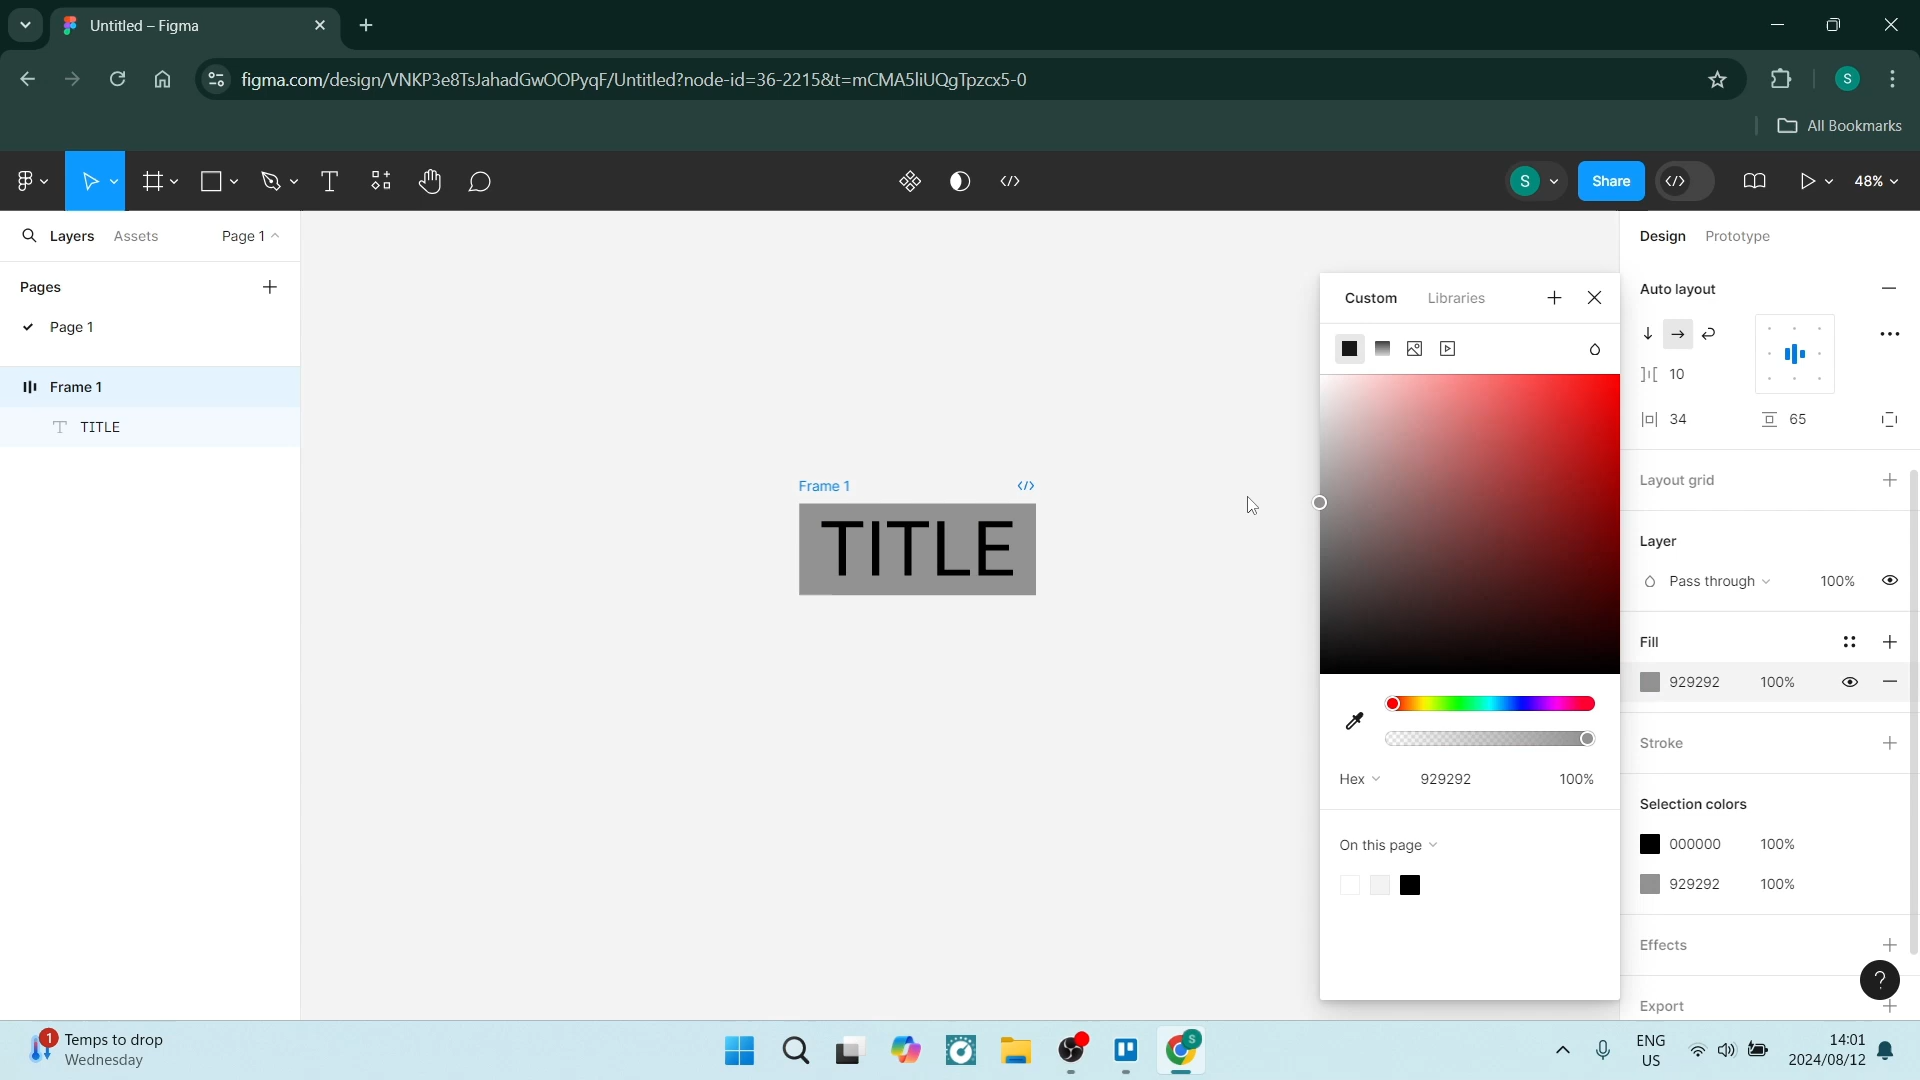 Untitled – Figma
figma.com/design/VNKP3e8TsJahadGwOOPyqF/Untitled?node-id=36-2215&t=mCMA5liUQgTpzcx5-0
S
All Bookmarks
S
Share
48%
Layers
Assets
Page 1
Pages
Page 1
Frame 1
TITLE
Frame 1
TITLE
Custom
Libraries
Hex
929292
100%
On this page
Design
Prototype
Auto layout
10
34
65
Layout grid
Layer
Pass through
100%
Fill
929292
100%
Stroke
Selection colors
000000
100%
929292
100%
Effects
Export
?
1
Temps to drop
Wednesday
S
ENG
US
14:01
2024/08/12